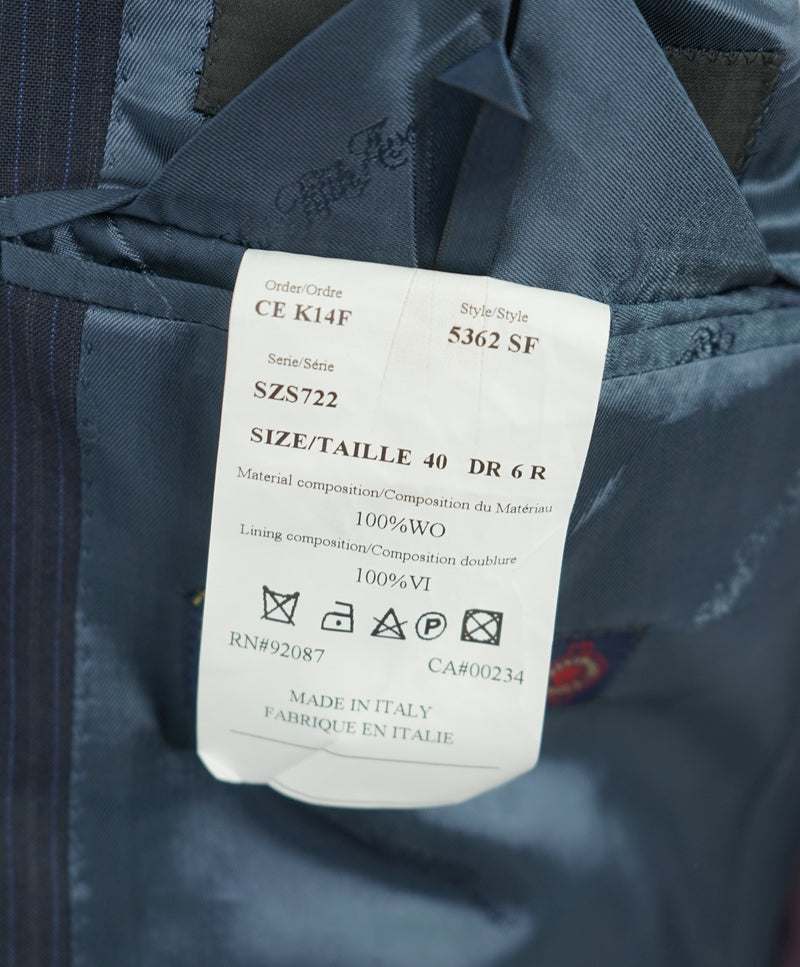 Order/Ordre
CE K14F
Style/Style
5362 SF
Serie/Série
SZS722
SIZE/TAILLE 40 DR 6 R
Material composition/Composition du Matériau
100%WO
Lining composition/Composition doublure
100%VI
P
RN#92087
CA#00234
MADE IN ITALY
FABRIQUE EN ITALIE